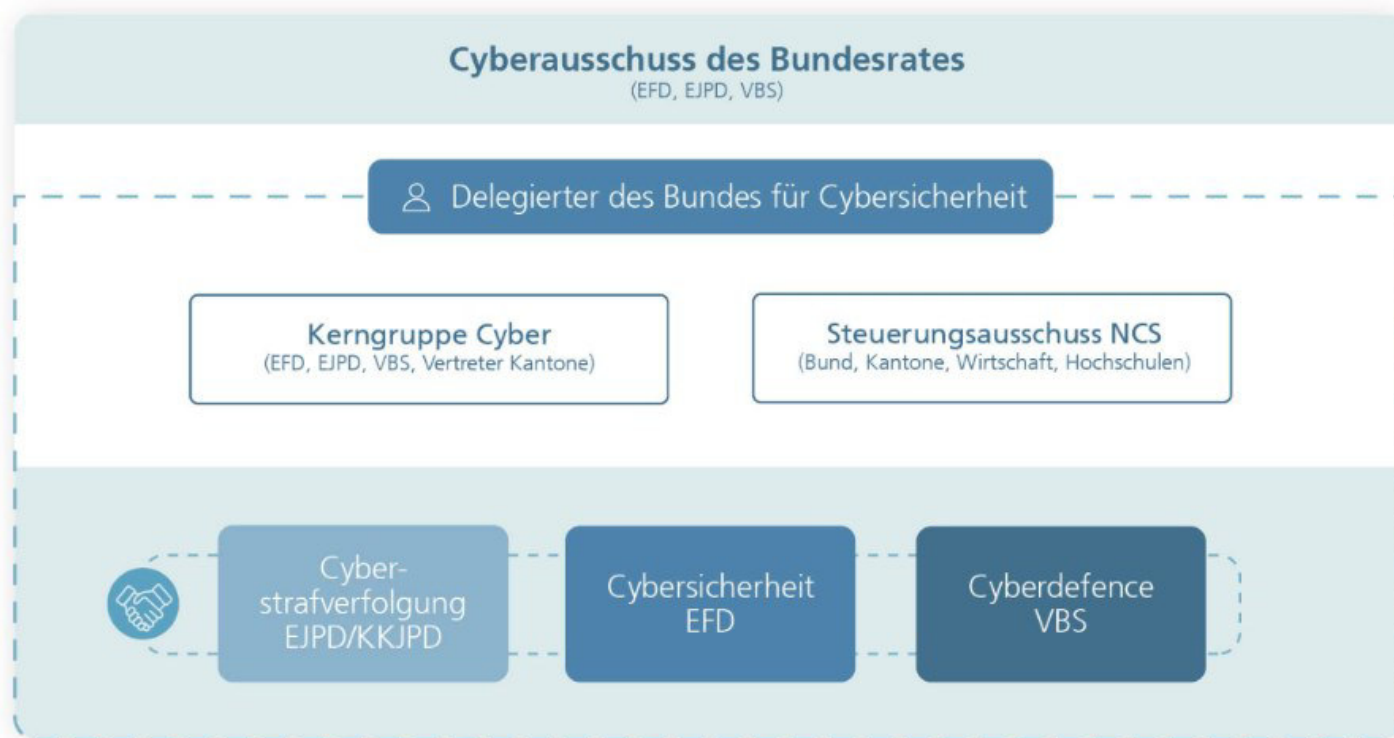 Cyberausschuss des Bundesrates
(EFD, EJPD, VBS)
Delegierter des Bundes für Cybersicherheit
Kerngruppe Cyber
(EFD, EJPD, VBS, Vertreter Kantone)
Steuerungsausschuss NCS
(Bund, Kantone, Wirtschaft, Hochschulen)
Cyber-
strafverfolgung
EJPD/KKJPD
Cybersicherheit
EFD
Cyberdefence
VBS